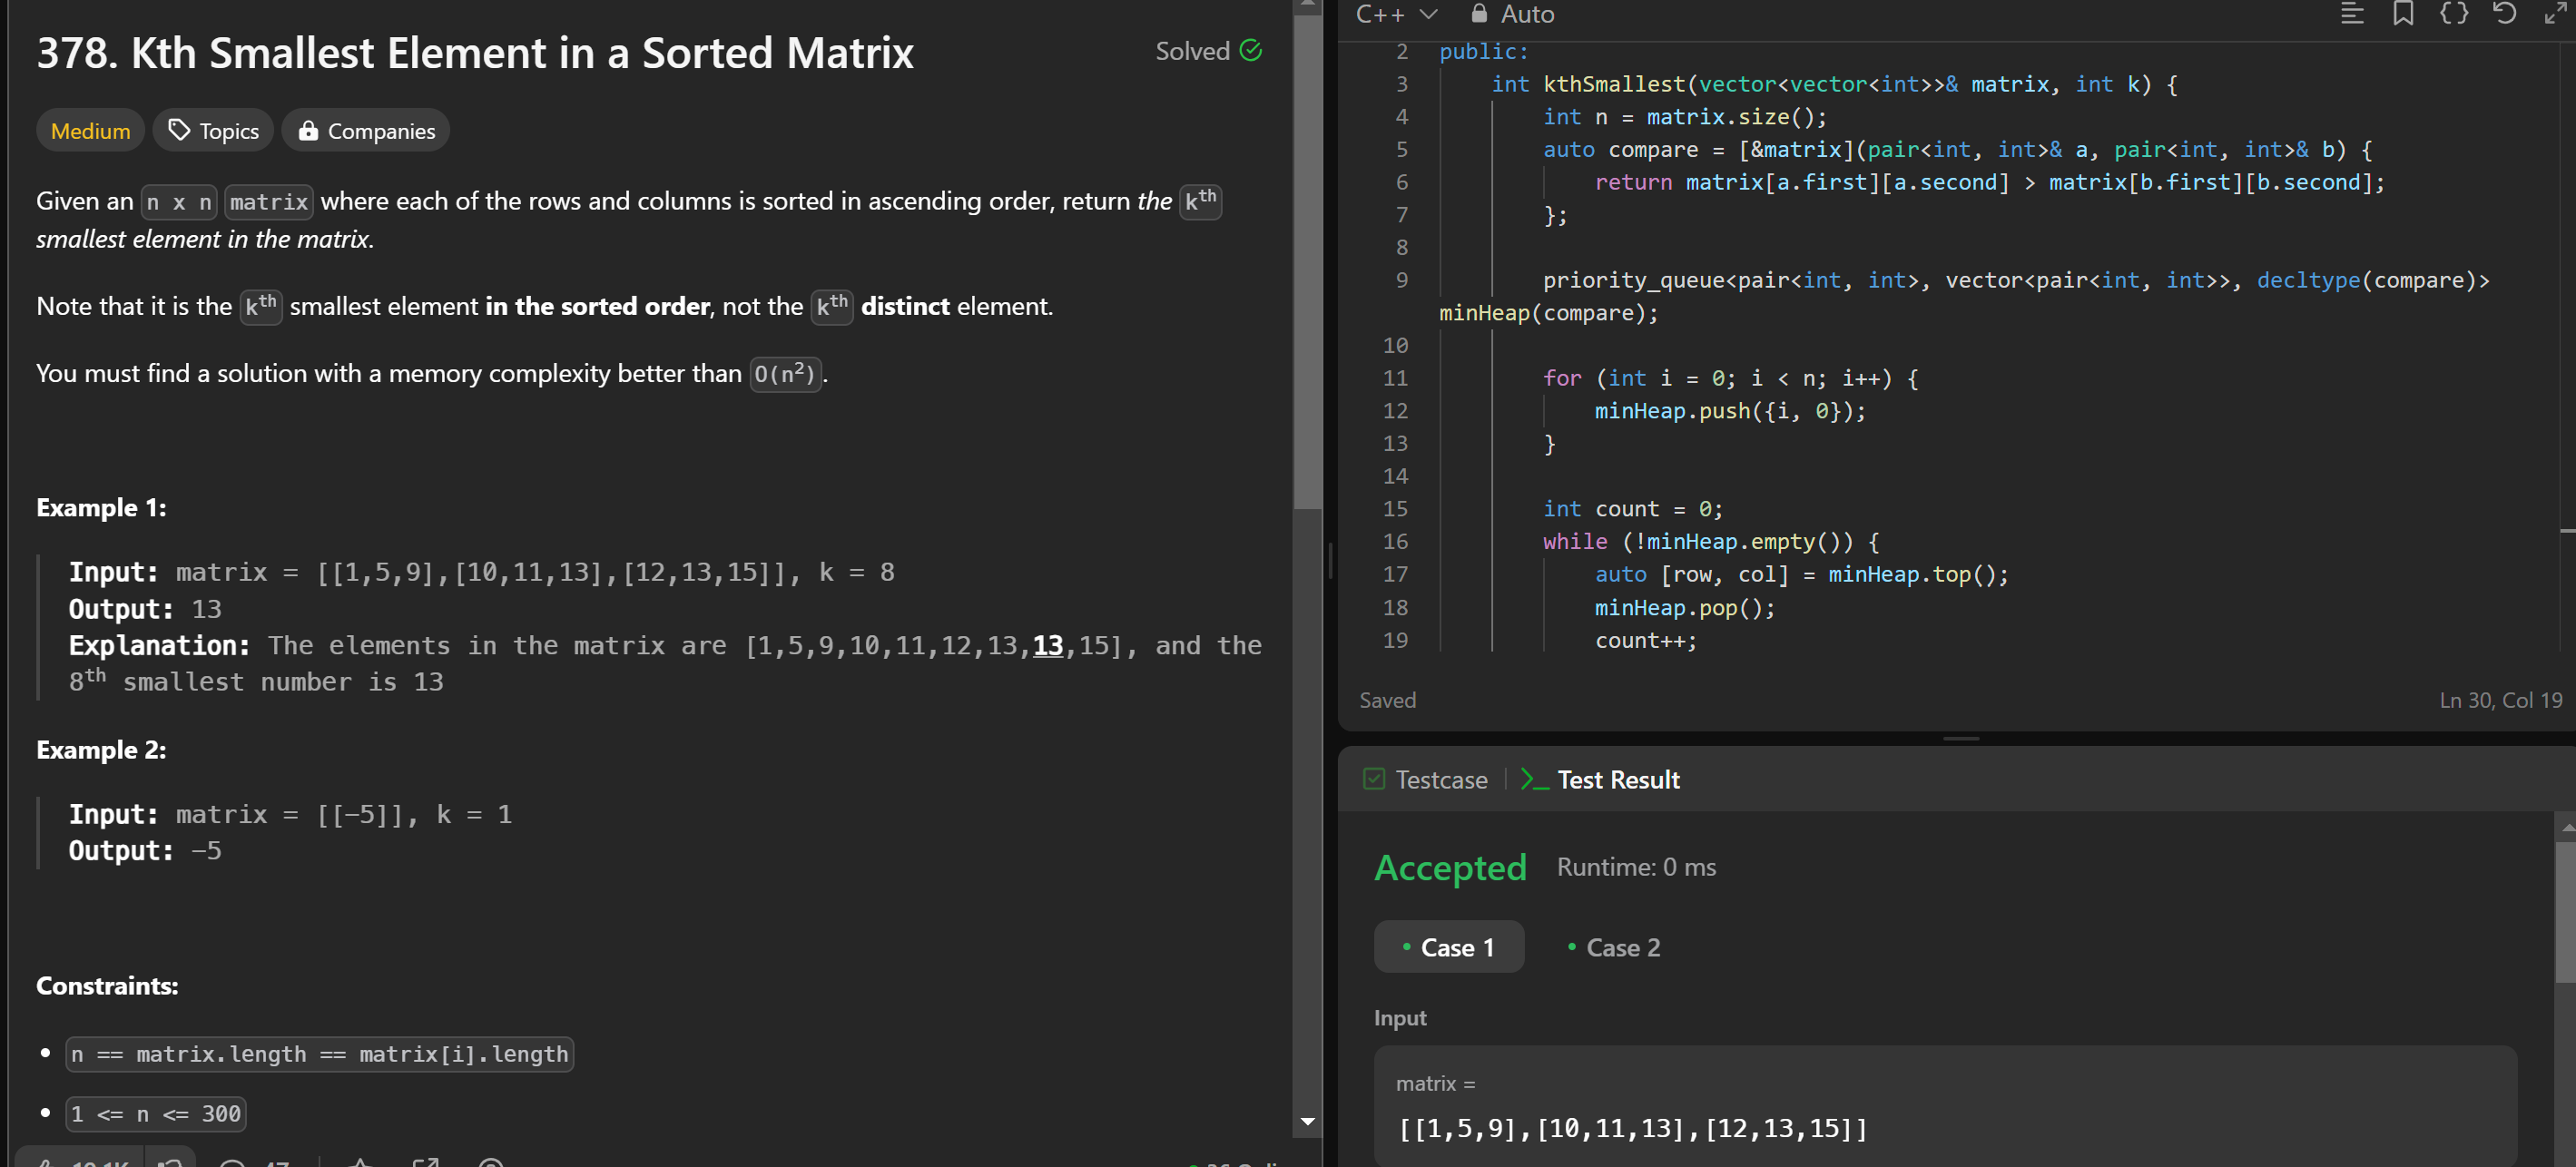 378. Kth Smallest Element in a Sorted Matrix
Solved
Medium
Topics
Companies
Given an n x n matrix where each of the rows and columns is sorted in ascending order, return the kth
smallest element in the matrix.
Note that it is the kth smallest element in the sorted order, not the kth distinct element.
You must find a solution with a memory complexity better than O(n2).
Example 1:
Input: matrix = [[1,5,9],[10,11,13],[12,13,15]], k = 8
Output: 13
Explanation: The elements in the matrix are [1,5,9,10,11,12,13,13,15], and the
8th smallest number is 13
Example 2:
Input: matrix = [[−5]], k = 1
Output: −5
Constraints:
n == matrix.length == matrix[i].length
1 <= n <= 300
C++
Auto
2 public:
3 int kthSmallest(vector<vector<int>>& matrix, int k) {
4 int n = matrix.size();
5 auto compare = [&matrix](pair<int, int>& a, pair<int, int>& b) {
6 return matrix[a.first][a.second] > matrix[b.first][b.second];
7 };
8
9 priority_queue<pair<int, int>, vector<pair<int, int>>, decltype(compare)>
minHeap(compare);
10
11 for (int i = 0; i < n; i++) {
12 minHeap.push({i, 0});
13 }
14
15 int count = 0;
16 while (!minHeap.empty()) {
17 auto [row, col] = minHeap.top();
18 minHeap.pop();
19 count++;
Saved
Ln 30, Col 19
Testcase
Test Result
Accepted
Runtime: 0 ms
Case 1
Case 2
Input
matrix =
[[1,5,9],[10,11,13],[12,13,15]]